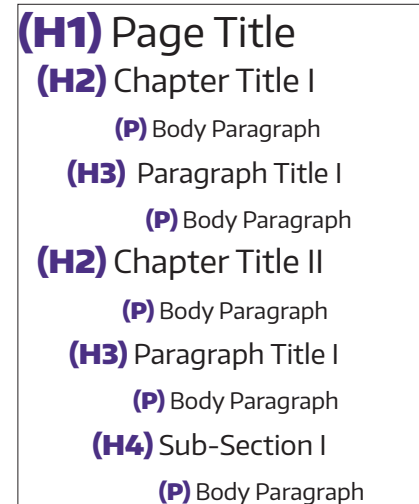 (H1) Page Title
(H2) Chapter Title I
(P) Body Paragraph
(H3) Paragraph Title I
(P) Body Paragraph
(H2) Chapter Title II
(P) Body Paragraph
(H3) Paragraph Title I
(P) Body Paragraph
(H4) Sub-Section I
(P) Body Paragraph